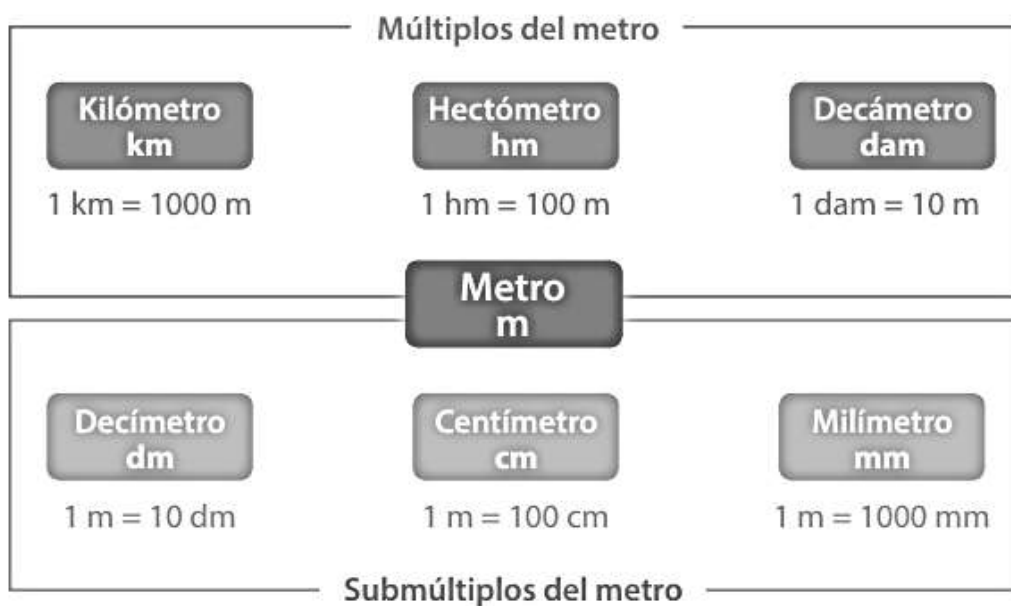 Múltiplos del metro
Kilómetro
km
Hectómetro
hm
Decámetro
dam
1 km = 1000 m
1 hm = 100 m
1 dam = 10 m
Metro
m
Decímetro
dm
Centímetro
cm
Milímetro
mm
1 m = 10 dm
1 m = 100 cm
1 m = 1000 mm
Submúltiplos del metro